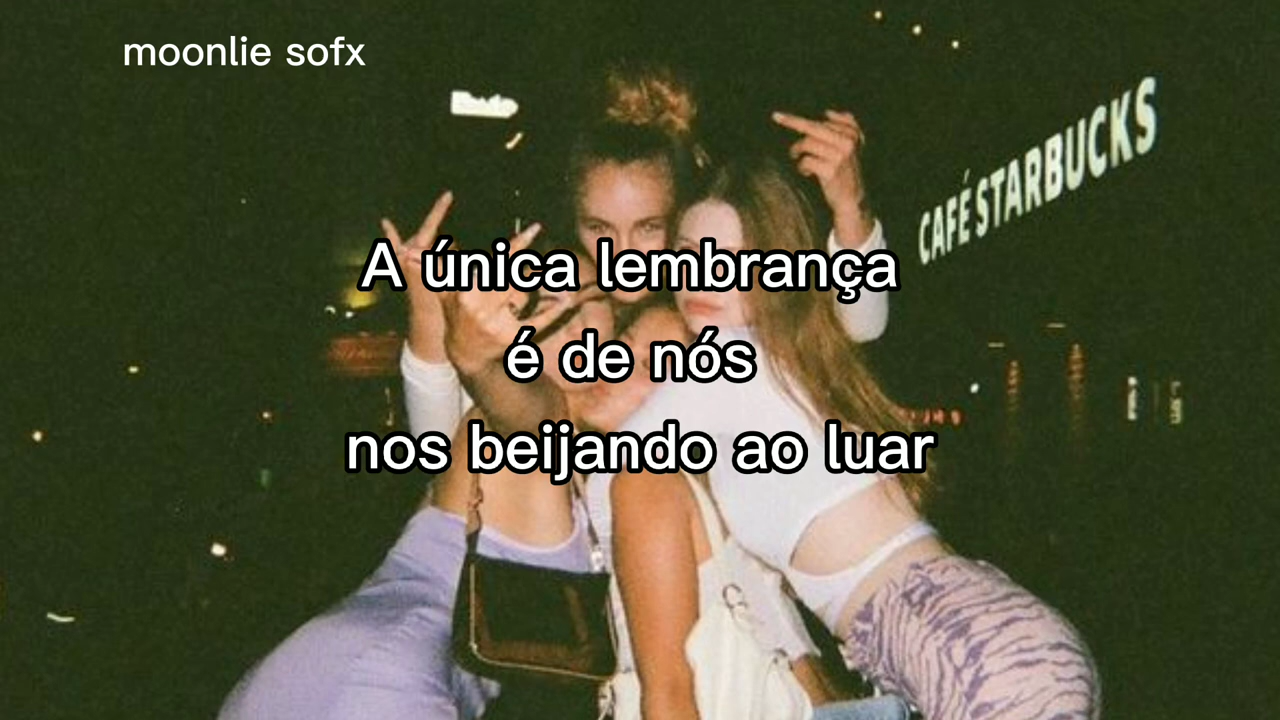 moonlie sofx
CAFÉ STARBUCKS
A única lembrança
é de nós
nos beijando ao luar